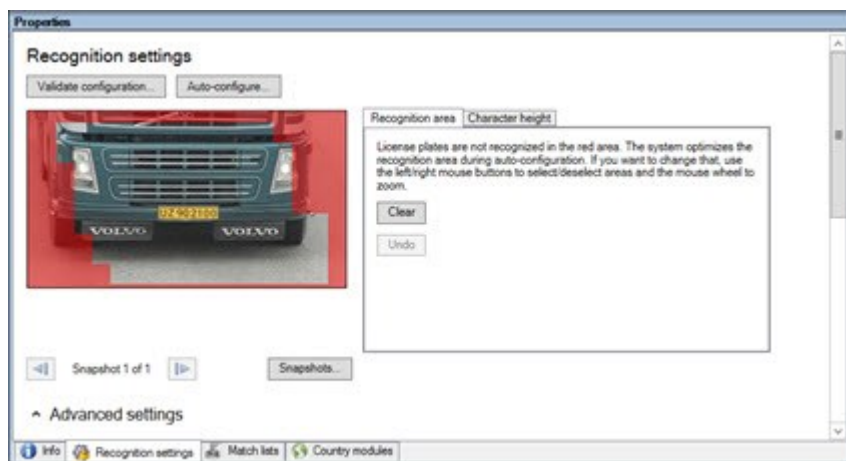 Properties
Recognition settings
Validate configuration...
Auto-configure...
Recognition area
Character height
License plates are not recognized in the red area. The system optimizes the
recognition area during auto-configuration. If you want to change that, use
the left/right mouse buttons to select/deselect areas and the mouse wheel to
zoom.
Clear
Undo
UZ902100
VOLVO
VOLVO
Snapshot 1 of 1
Snapshots...
Advanced settings
Info
Recognition settings
Match lists
Country modules